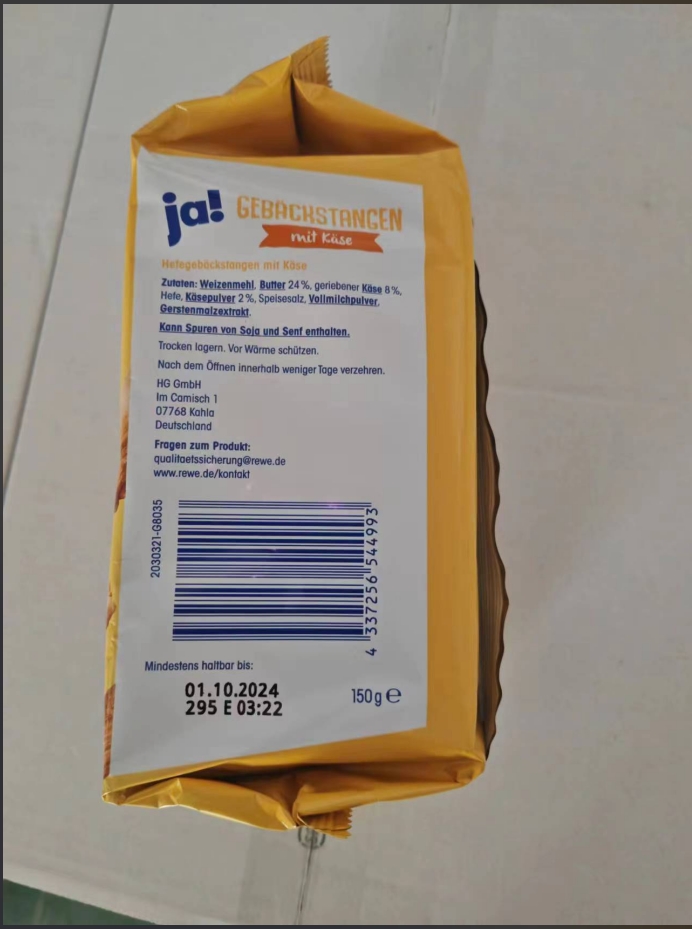 ja!
GEBÄCKSTANGEN
mit Käse
Hefegebäckstangen mit Käse
Zutaten: Weizenmehl, Butter 24%, geriebener Käse 8%,
Hefe, Käsepulver 2%, Speisesalz, Vollmilchpulver,
Gerstenmalzextrakt.
Kann Spuren von Soja und Senf enthalten.
Trocken lagern. Vor Wärme schützen.
Nach dem Öffnen innerhalb weniger Tage verzehren.
HG GmbH
Im Camisch 1
07768 Kahla
Deutschland
Fragen zum Produkt:
qualitaetssicherung@rewe.de
www.rewe.de/kontakt
2030321-G8035
4 337256 544993
Mindestens haltbar bis:
01.10.2024
295 E 03:22
150 g e